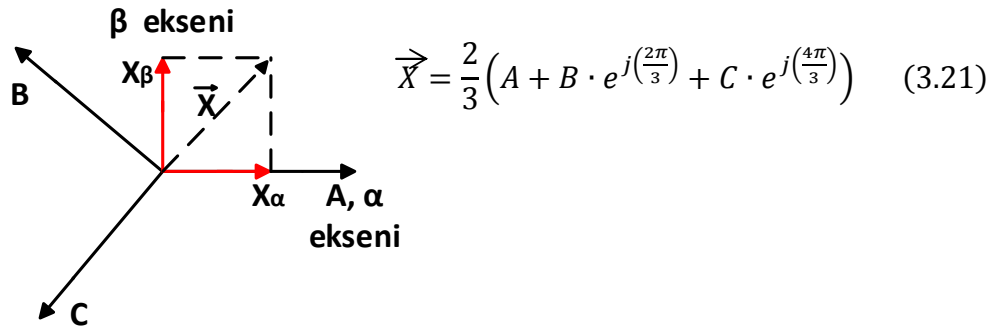 β ekseni
Xβ
X⃗
B
Xα
A, α
ekseni
C
X⃗ = 2/3 (A + B · e^{j(2π/3)} + C · e^{j(4π/3)}) (3.21)